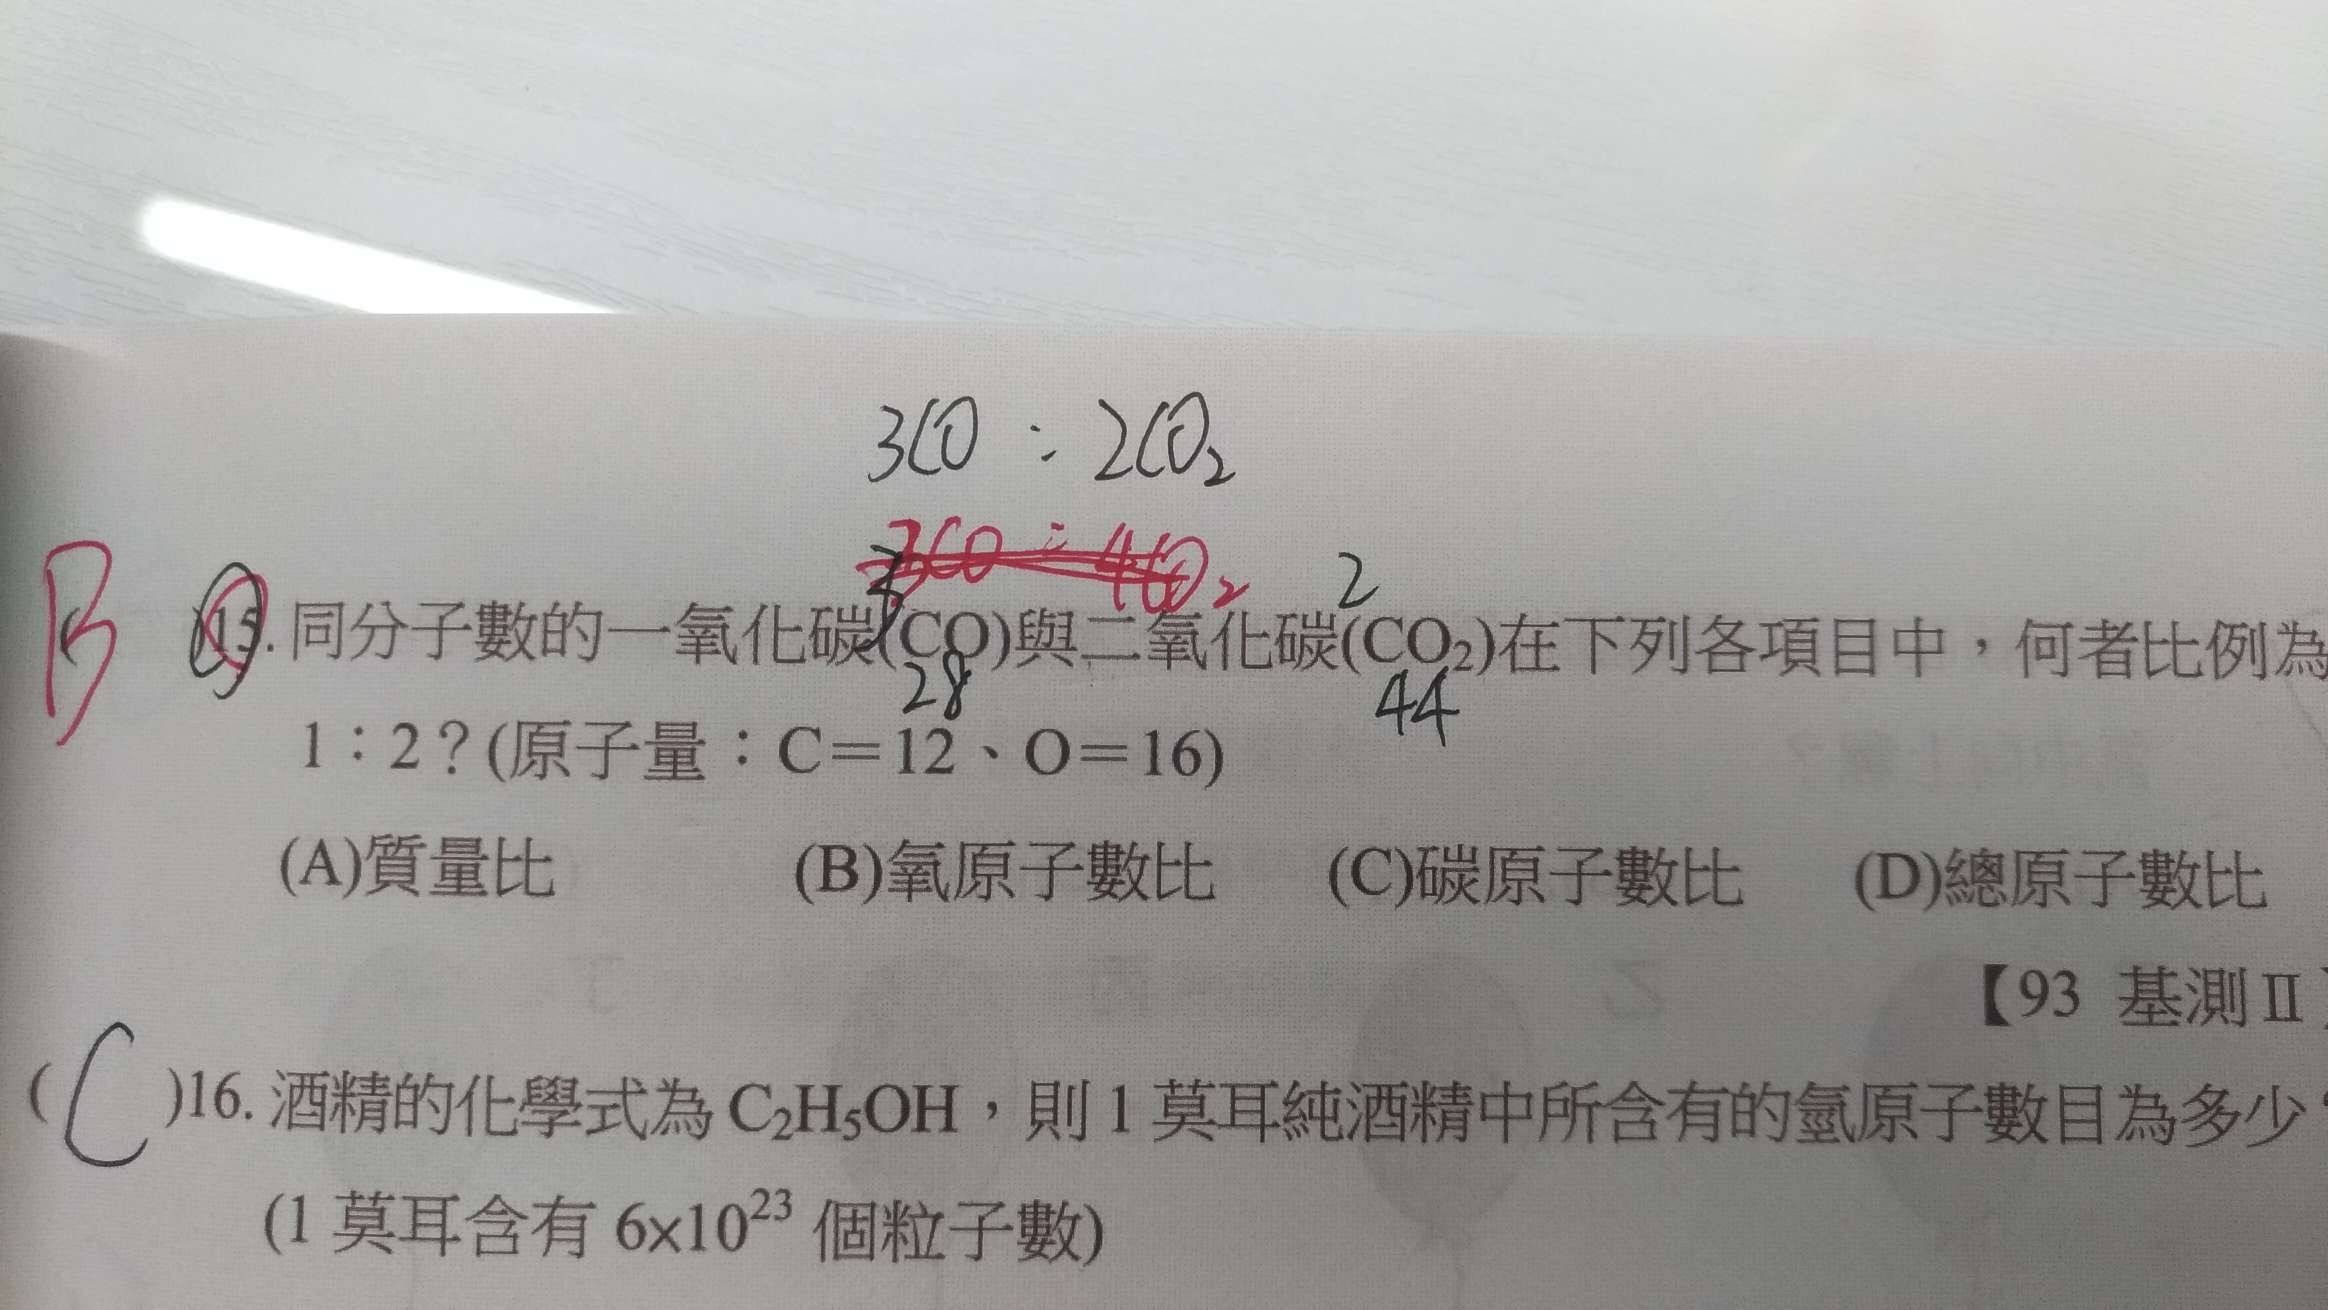 3CO : 2CO₂
3CO : 4CO₂
B 15. 同分子數的一氧化碳(CO)與二氧化碳(CO₂)在下列各項目中，何者比例為
2
28 44
1：2？(原子量：C＝12、O＝16)
(A)質量比 (B)氧原子數比 (C)碳原子數比 (D)總原子數比
【93 基測Ⅱ】
( C )16. 酒精的化學式為 C₂H₅OH，則 1 莫耳純酒精中所含有的氫原子數目為多少
(1 莫耳含有 6×10²³ 個粒子數)